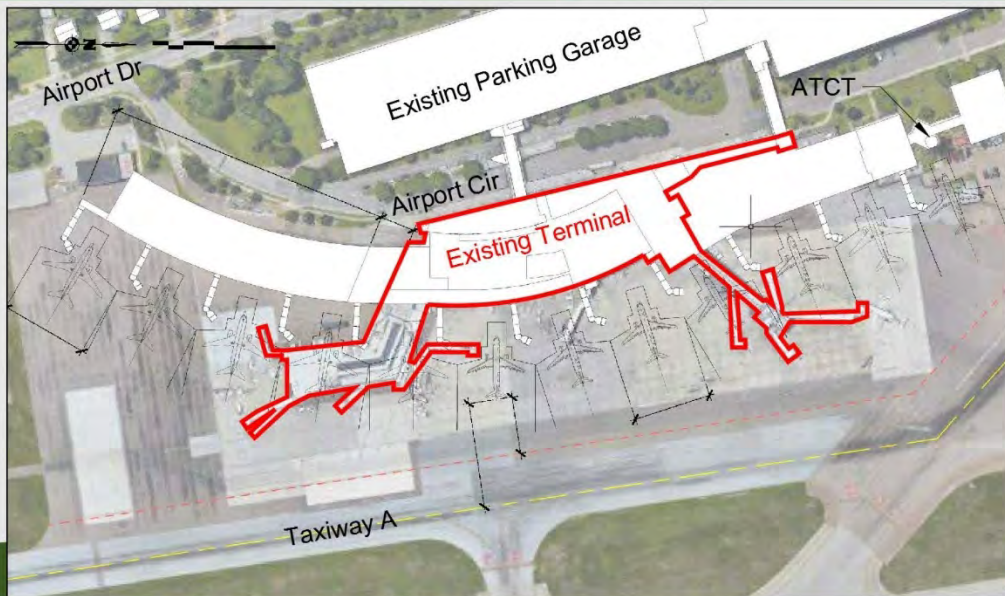 N
Airport Dr
Existing Parking Garage
ATCT
Airport Cir
Existing Terminal
Taxiway A